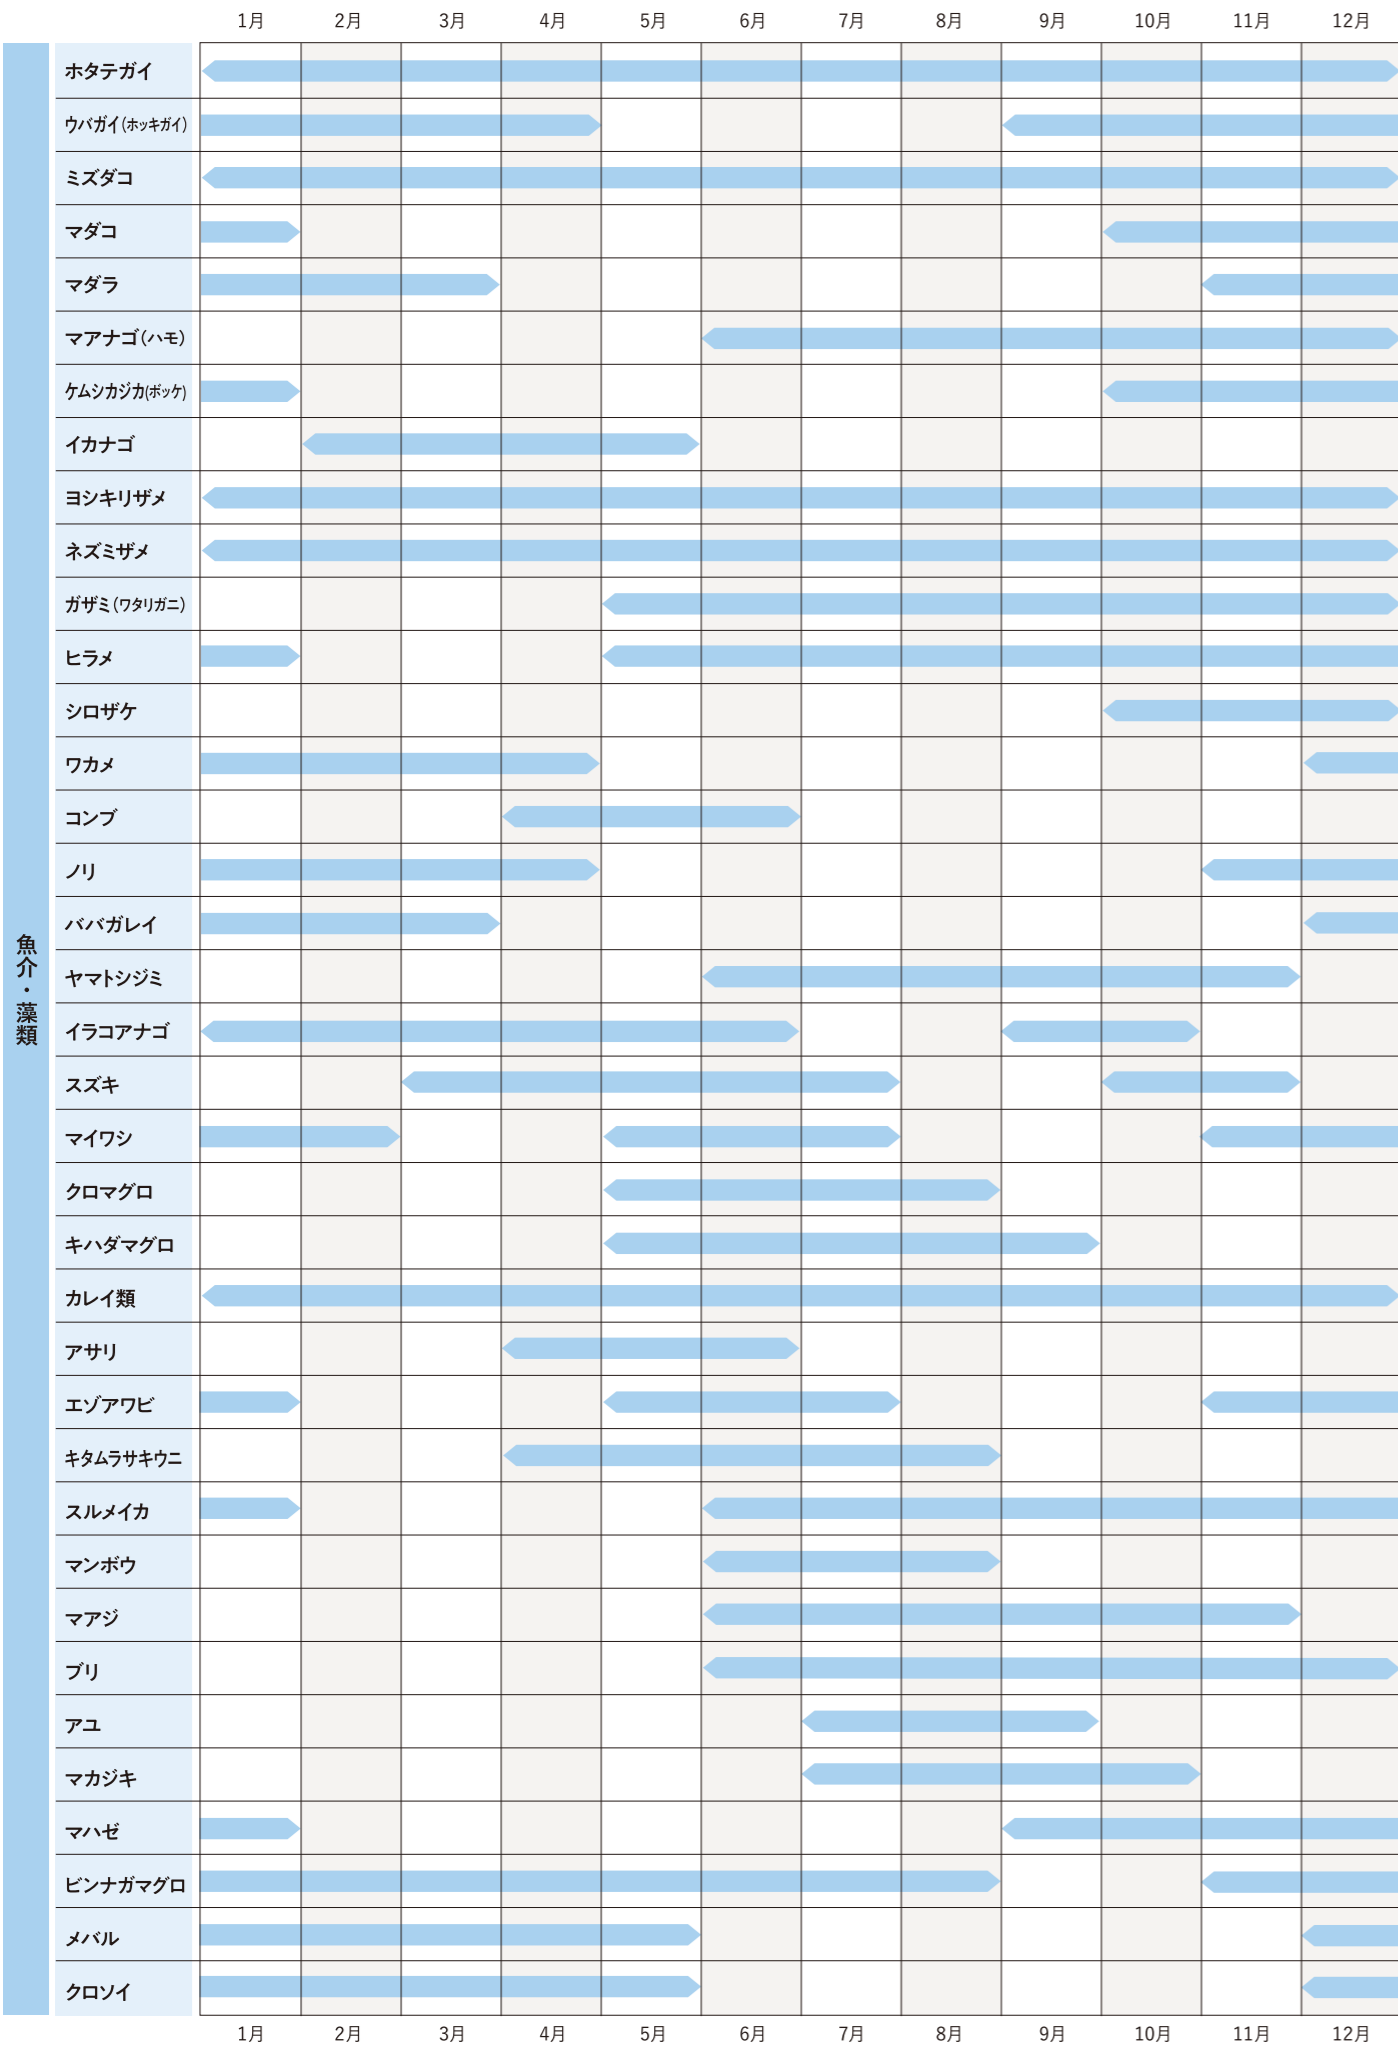 1月 2月 3月 4月 5月 6月 7月 8月 9月 10月 11月 12月
魚介・藻類
ホタテガイ
ウバガイ(ホッキガイ)
ミズダコ
マダコ
マダラ
マアナゴ(ハモ)
ケムシカジカ(ボッケ)
イカナゴ
ヨシキリザメ
ネズミザメ
ガザミ(ワタリガニ)
ヒラメ
シロザケ
ワカメ
コンブ
ノリ
ババガレイ
ヤマトシジミ
イラコアナゴ
スズキ
マイワシ
クロマグロ
キハダマグロ
カレイ類
アサリ
エゾアワビ
キタムラサキウニ
スルメイカ
マンボウ
マアジ
ブリ
アユ
マカジキ
マハゼ
ビンナガマグロ
メバル
クロソイ
1月 2月 3月 4月 5月 6月 7月 8月 9月 10月 11月 12月